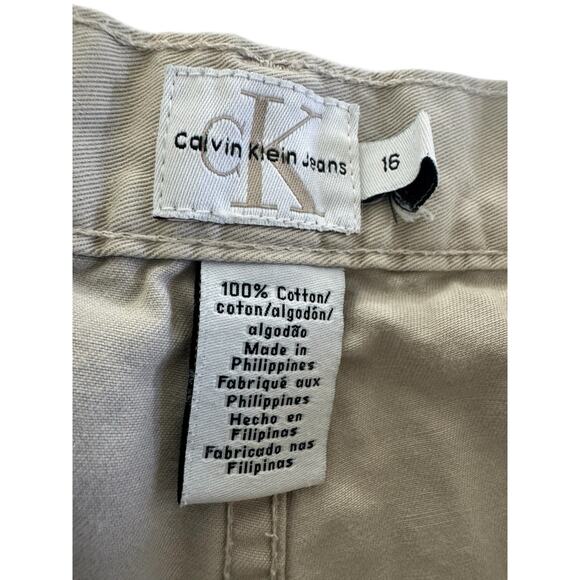 cK
Calvin Klein Jeans
16
100% Cotton/
coton/algodón/
algodão
Made in
Philippines
Fabriqué aux
Philippines
Hecho en
Filipinas
Fabricado nas
Filipinas